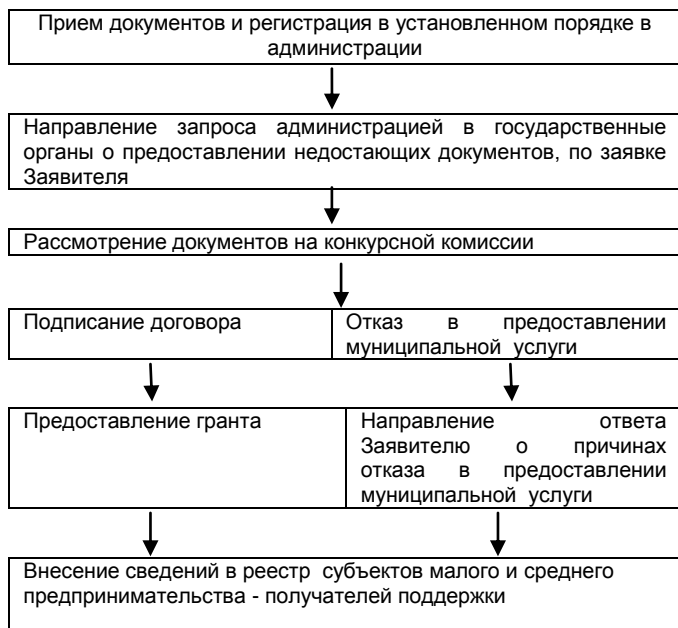 Прием документов и регистрация в установленном порядке в
администрации
Направление запроса администрацией в государственные
органы о предоставлении недостающих документов, по заявке
Заявителя
Рассмотрение документов на конкурсной комиссии
Подписание договора
Отказ в предоставлении
муниципальной услуги
Предоставление гранта
Направление ответа
Заявителю о причинах
отказа в предоставлении
муниципальной услуги
Внесение сведений в реестр субъектов малого и среднего
предпринимательства - получателей поддержки